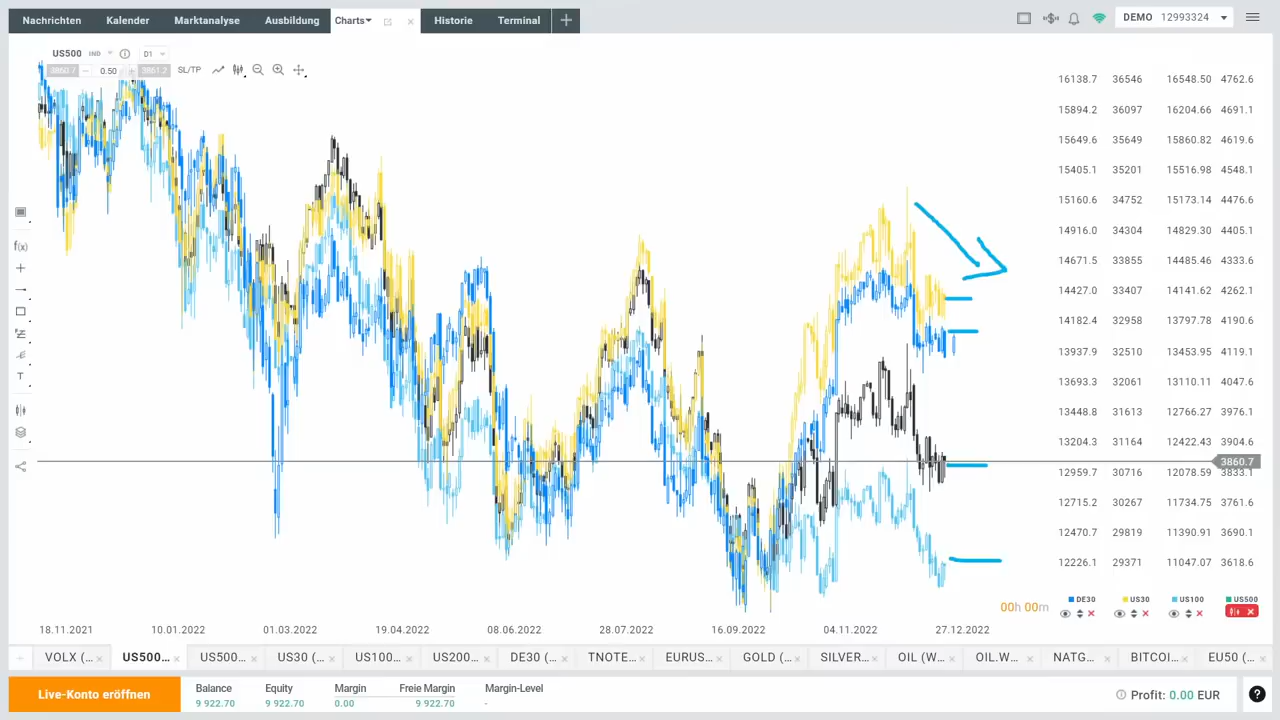 Nachrichten Kalender Marktanalyse Ausbildung Charts Historie Terminal DEMO 12993324
US500 IND D1
3860.7 0.50 3861.2 SL/TP
16138.7 36546 16548.50 4762.6
15894.2 36097 16204.66 4691.1
15649.6 35649 15860.82 4619.6
15405.1 35201 15516.98 4548.1
15160.6 34752 15173.14 4476.6
14916.0 34304 14829.30 4405.1
f(x)
14671.5 33855 14485.46 4333.6
14427.0 33407 14141.62 4262.1
14182.4 32958 13797.78 4190.6
13937.9 32510 13453.95 4119.1
T
13693.3 32061 13110.11 4047.6
13448.8 31613 12766.27 3976.1
13204.3 31164 12422.43 3904.6
3860.7
12959.7 30716 12078.59 3833.1
12715.2 30267 11734.75 3761.6
12470.7 29819 11390.91 3690.1
12226.1 29371 11047.07 3618.6
DE30 US30 US100 US500
00h 00m
18.11.2021 10.01.2022 01.03.2022 19.04.2022 08.06.2022 28.07.2022 16.09.2022 04.11.2022 27.12.2022
VOLX (... US500... US500... US30 (... US100... US200... DE30 (... TNOTE... EURUS... GOLD (... SILVER... OIL (W... OIL.W... NATG... BITCOI... EU50 (...
Live-Konto eröffnen
Balance Equity Margin Freie Margin Margin-Level
9 922.70 9 922.70 0.00 9 922.70 -
Profit: 0.00 EUR